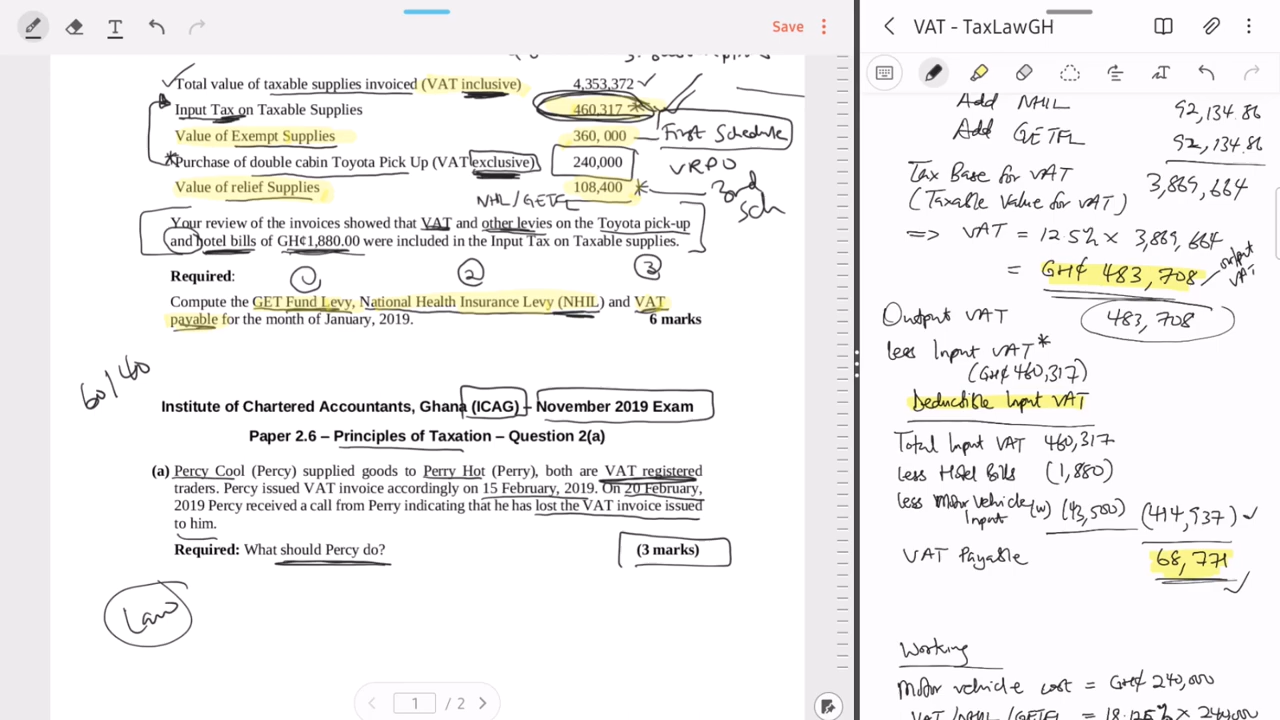 Save
VAT - TaxLawGH
Total value of taxable supplies invoiced (VAT inclusive) 4,353,372
Input Tax on Taxable Supplies 460,317 *
Value of Exempt Supplies 360, 000 First Schedule
*Purchase of double cabin Toyota Pick Up (VAT exclusive) 240,000 VRPO
Value of relief Supplies 108,400 * 3rd Sch
NHL/GETFL
Your review of the invoices showed that VAT and other levies on the Toyota pick-up
and hotel bills of GH¢1,880.00 were included in the Input Tax on Taxable supplies.
Required:
1 2 3
Compute the GET Fund Levy, National Health Insurance Levy (NHIL) and VAT
payable for the month of January, 2019. 6 marks
60/40
Institute of Chartered Accountants, Ghana (ICAG) – November 2019 Exam
Paper 2.6 – Principles of Taxation – Question 2(a)
(a) Percy Cool (Percy) supplied goods to Perry Hot (Perry), both are VAT registered
traders. Percy issued VAT invoice accordingly on 15 February, 2019. On 20 February,
2019 Percy received a call from Perry indicating that he has lost the VAT invoice issued
to him.
Required: What should Percy do? (3 marks)
Law
1 / 2
Add NHIL 92,134.86
Add GETFL 92,134.86
Tax Base for VAT
(Taxable Value for VAT) 3,869,664
=> VAT = 12.5% × 3,869,664
= GH¢ 483,708 output VAT
Output VAT 483,708
less Input VAT*
(GH¢460,317)
Deductible Input VAT
Total Input VAT 460,317
Less Hotel Bills (1,880)
less Motor Vehicle (w) (43,500) (414,937)
Input
VAT Payable 68,771
Working
Motor vehicle cost = GH¢ 240,000
VAT/NHIL/GETFL = 18.125% × 240,000